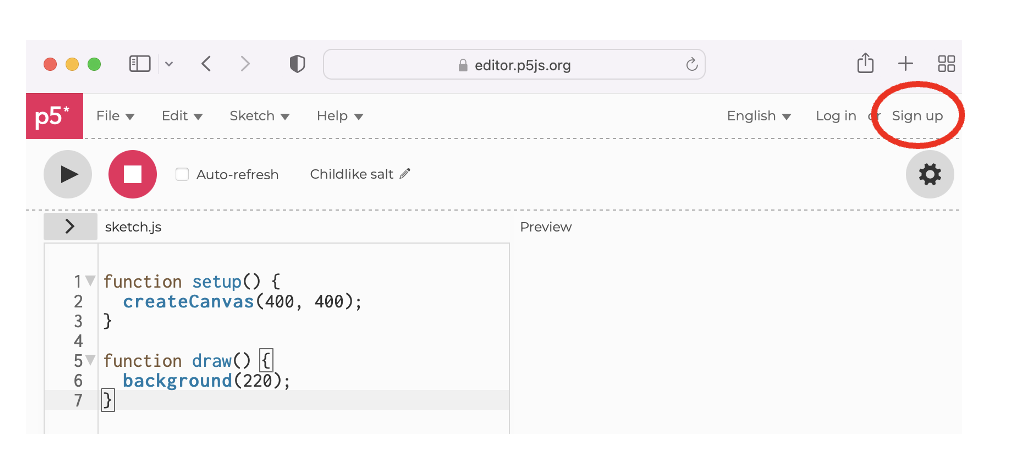 editor.p5js.org
p5* File Edit Sketch Help English Log in or Sign up
Auto-refresh Childlike salt
sketch.js Preview
1 function setup() {
2 createCanvas(400, 400);
3 }
4
5 function draw() {
6 background(220);
7 }